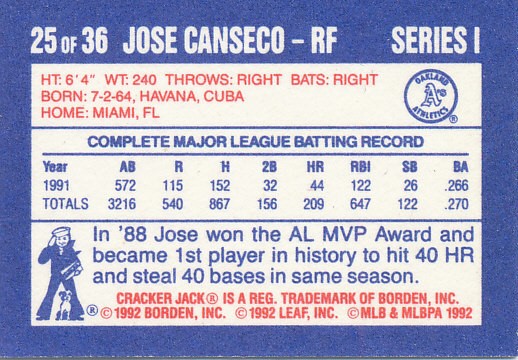 25 OF 36 JOSE CANSECO – RF SERIES I
HT: 6'4" WT: 240 THROWS: RIGHT BATS: RIGHT
BORN: 7-2-64, HAVANA, CUBA
HOME: MIAMI, FL
OAKLAND
A's
ATHLETICS ®
COMPLETE MAJOR LEAGUE BATTING RECORD
Year AB R H 2B HR RBI SB BA
1991 572 115 152 32 44 122 26 .266
TOTALS 3216 540 867 156 209 647 122 .270
In '88 Jose won the AL MVP Award and
became 1st player in history to hit 40 HR
and steal 40 bases in same season.
CRACKER JACK® IS A REG. TRADEMARK OF BORDEN, INC.
® ©1992 BORDEN, INC. ©1992 LEAF, INC. ©MLB & MLBPA 1992